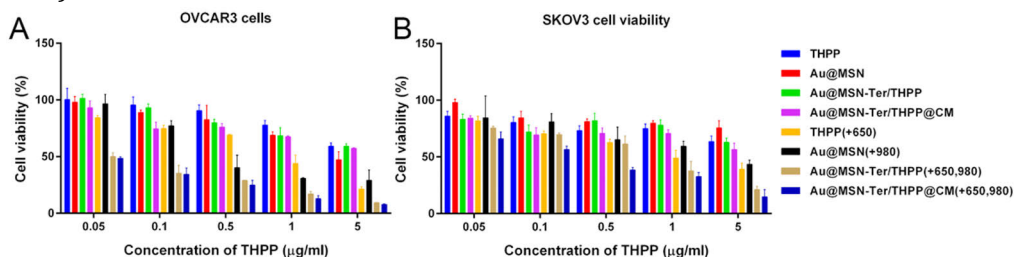 A
OVCAR3 cells
Cell viability (%)
150
100
50
0
0.05 0.1 0.5 1 5
Concentration of THPP (μg/ml)
B
SKOV3 cell viability
Cell viability (%)
150
100
50
0
0.05 0.1 0.5 1 5
Concentration of THPP (μg/ml)
THPP
Au@MSN
Au@MSN-Ter/THPP
Au@MSN-Ter/THPP@CM
THPP(+650)
Au@MSN(+980)
Au@MSN-Ter/THPP(+650,980)
Au@MSN-Ter/THPP@CM(+650,980)